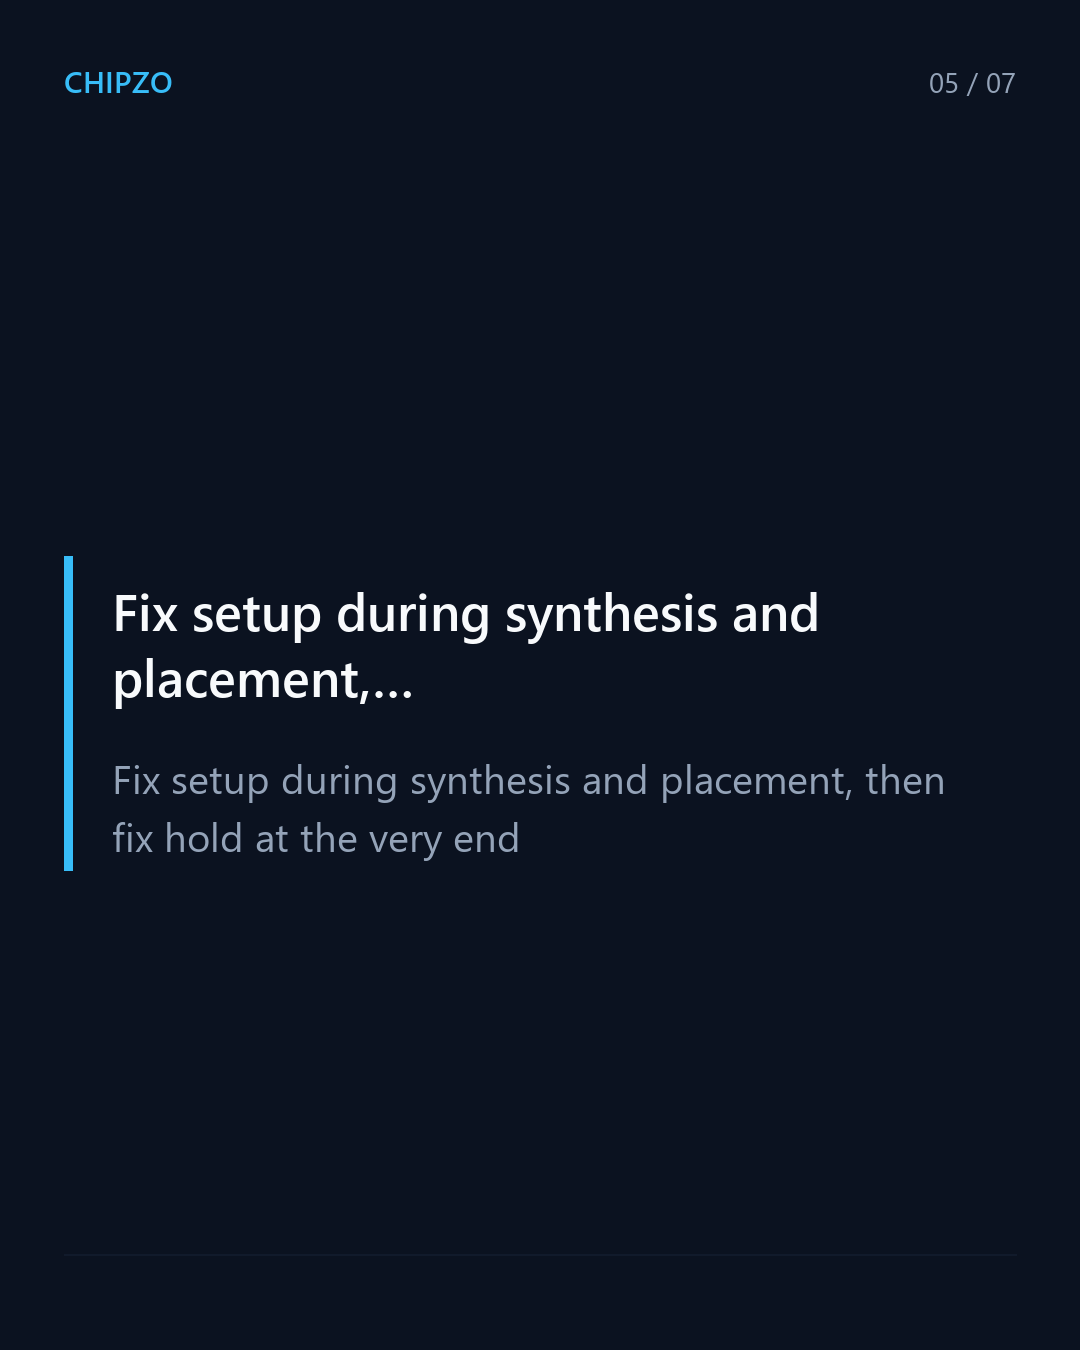 CHIPZO
05 / 07
Fix setup during synthesis and
placement,...
Fix setup during synthesis and placement, then
fix hold at the very end